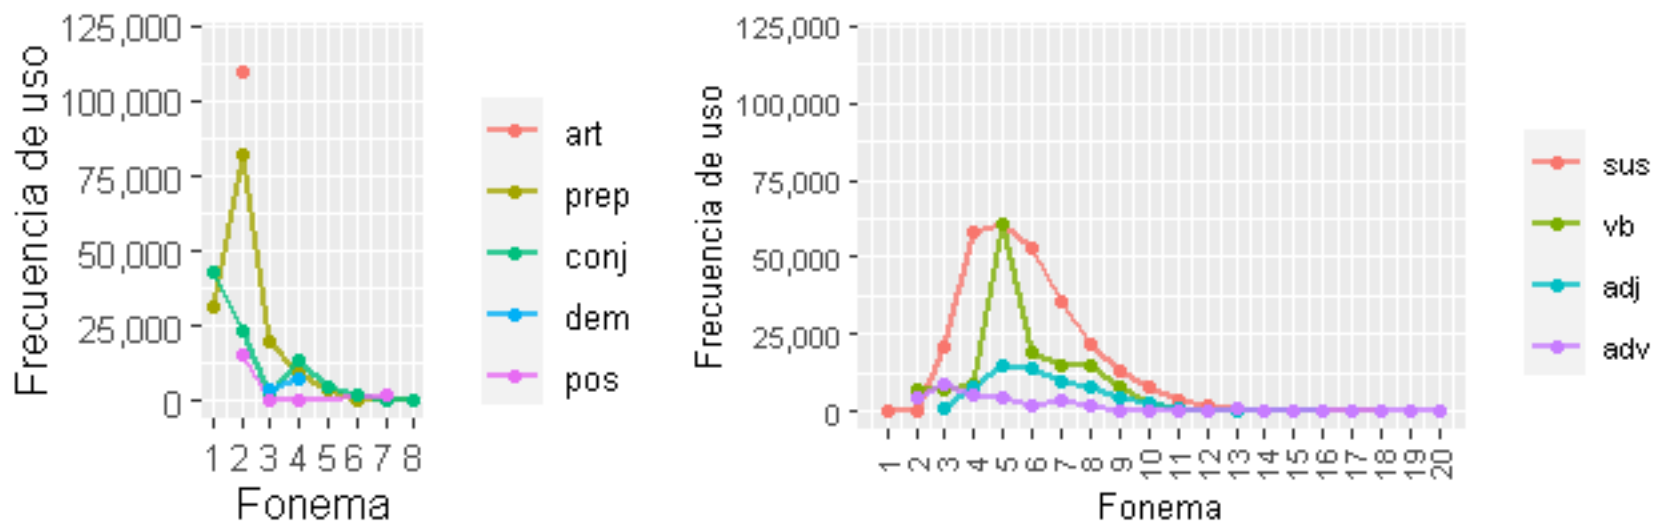 Frecuencia de uso
125,000
100,000
75,000
50,000
25,000
0
1 2 3 4 5 6 7 8
Fonema
art
prep
conj
dem
pos
Frecuencia de uso
125,000
100,000
75,000
50,000
25,000
0
1 2 3 4 5 6 7 8 9 10 11 12 13 14 15 16 17 18 19 20
Fonema
sus
vb
adj
adv